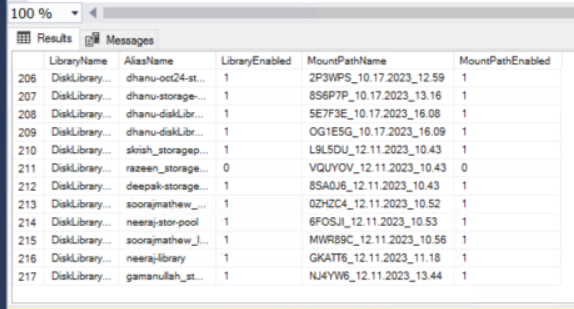 100 %
Results Messages
LibraryName AliasName LibraryEnabled MountPathName MountPathEnabled
206 DiskLibrary... dhanu-oct24-st... 1 2P3WPS_10.17.2023_12.59 1
207 DiskLibrary... dhanu-storage-... 1 8S6P7P_10.17.2023_13.16 1
208 DiskLibrary... dhanu-diskLibr... 1 5E7F3E_10.17.2023_16.08 1
209 DiskLibrary... dhanu-diskLibr... 1 OG1E5G_10.17.2023_16.09 1
210 DiskLibrary... skrish_storagep... 1 L9L5DU_12.11.2023_10.43 1
211 DiskLibrary... razeen_storage... 0 VQUYOV_12.11.2023_10.43 0
212 DiskLibrary... deepak-storage... 1 8SA0J6_12.11.2023_10.43 1
213 DiskLibrary... soorajmathew_... 1 0ZHZC4_12.11.2023_10.52 1
214 DiskLibrary... neeraj-stor-pool 1 6FOSJI_12.11.2023_10.53 1
215 DiskLibrary... soorajmathew_l... 1 MWR89C_12.11.2023_10.56 1
216 DiskLibrary... neeraj-library 1 GKATT6_12.11.2023_11.18 1
217 DiskLibrary... gamanullah_st... 1 NJ4YW6_12.11.2023_13.44 1